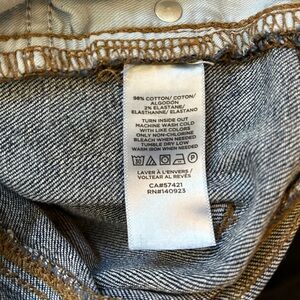 98% COTTON/ COTON/
ALGODÓN
2% ELASTANE/
ELASTHANNE/ ELASTANO
TURN INSIDE OUT
MACHINE WASH COLD
WITH LIKE COLORS
ONLY NON-CHLORINE
BLEACH WHEN NEEDED
TUMBLE DRY LOW
WARM IRON WHEN NEEDED
LAVER À L'ENVERS /
VOLTEAR AL REVÉS
CA#57421
RN#140923